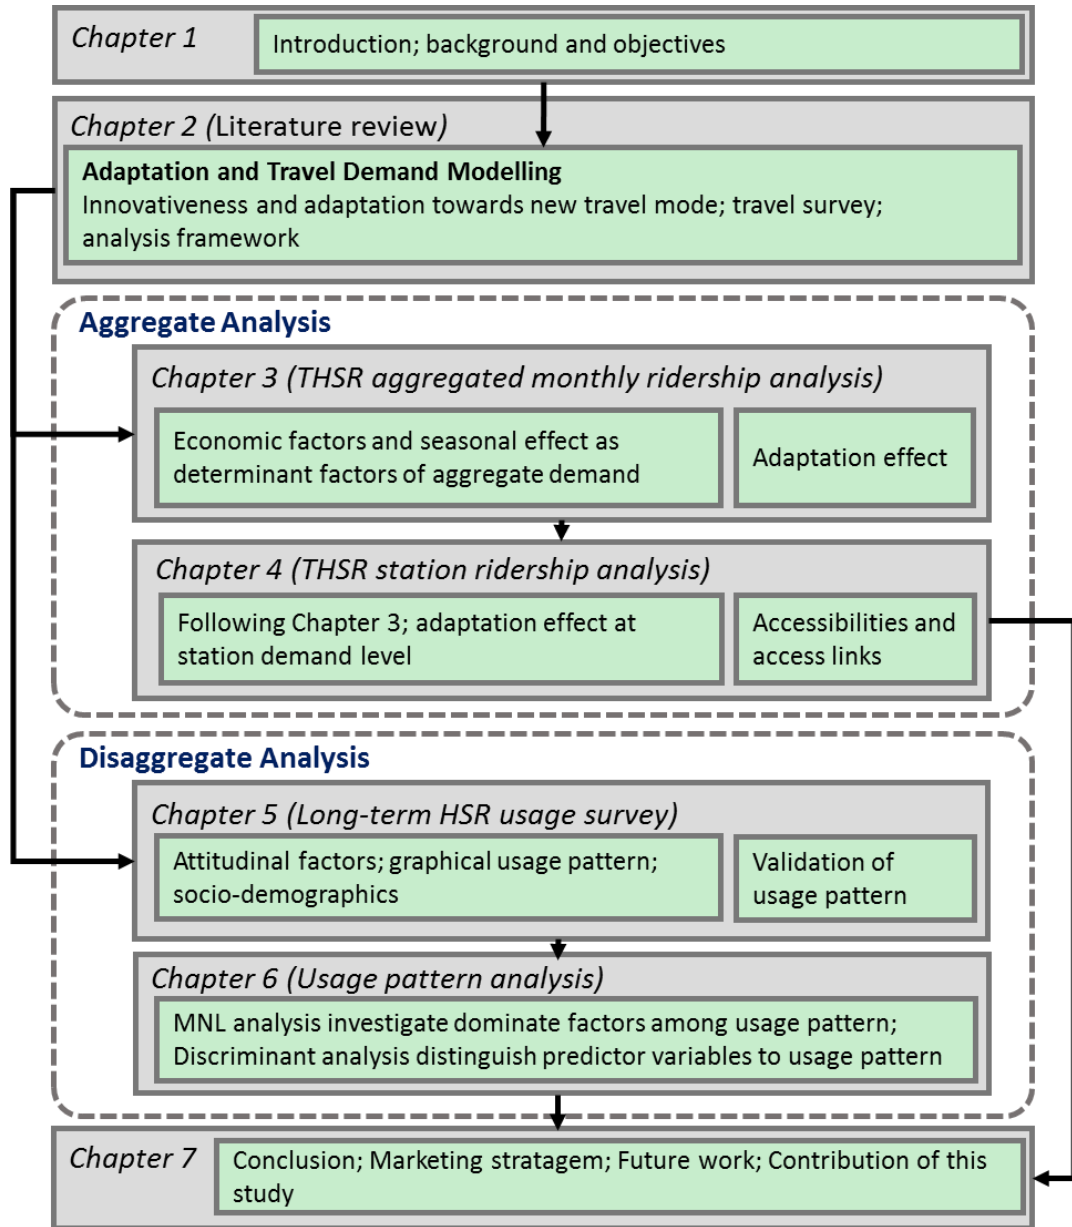 Chapter 1
Introduction; background and objectives
Chapter 2 (Literature review)
Adaptation and Travel Demand Modelling
Innovativeness and adaptation towards new travel mode; travel survey;
analysis framework
Aggregate Analysis
Chapter 3 (THSR aggregated monthly ridership analysis)
Economic factors and seasonal effect as
determinant factors of aggregate demand
Adaptation effect
Chapter 4 (THSR station ridership analysis)
Following Chapter 3; adaptation effect at
station demand level
Accessibilities and
access links
Disaggregate Analysis
Chapter 5 (Long-term HSR usage survey)
Attitudinal factors; graphical usage pattern;
socio-demographics
Validation of
usage pattern
Chapter 6 (Usage pattern analysis)
MNL analysis investigate dominate factors among usage pattern;
Discriminant analysis distinguish predictor variables to usage pattern
Chapter 7
Conclusion; Marketing stratagem; Future work; Contribution of this
study